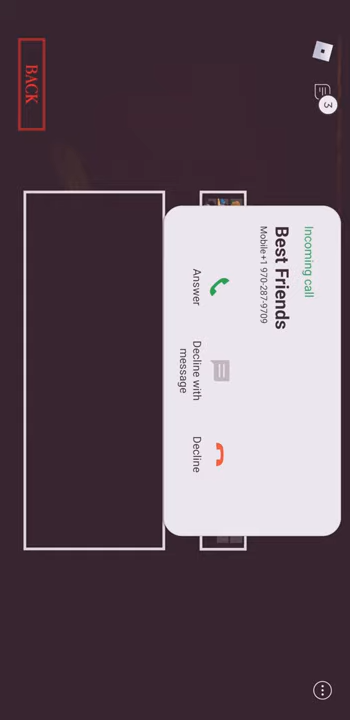 BACK
3
Incoming call
Best Friends
Mobile +1 970-287-9709
Answer
Decline with
message
Decline